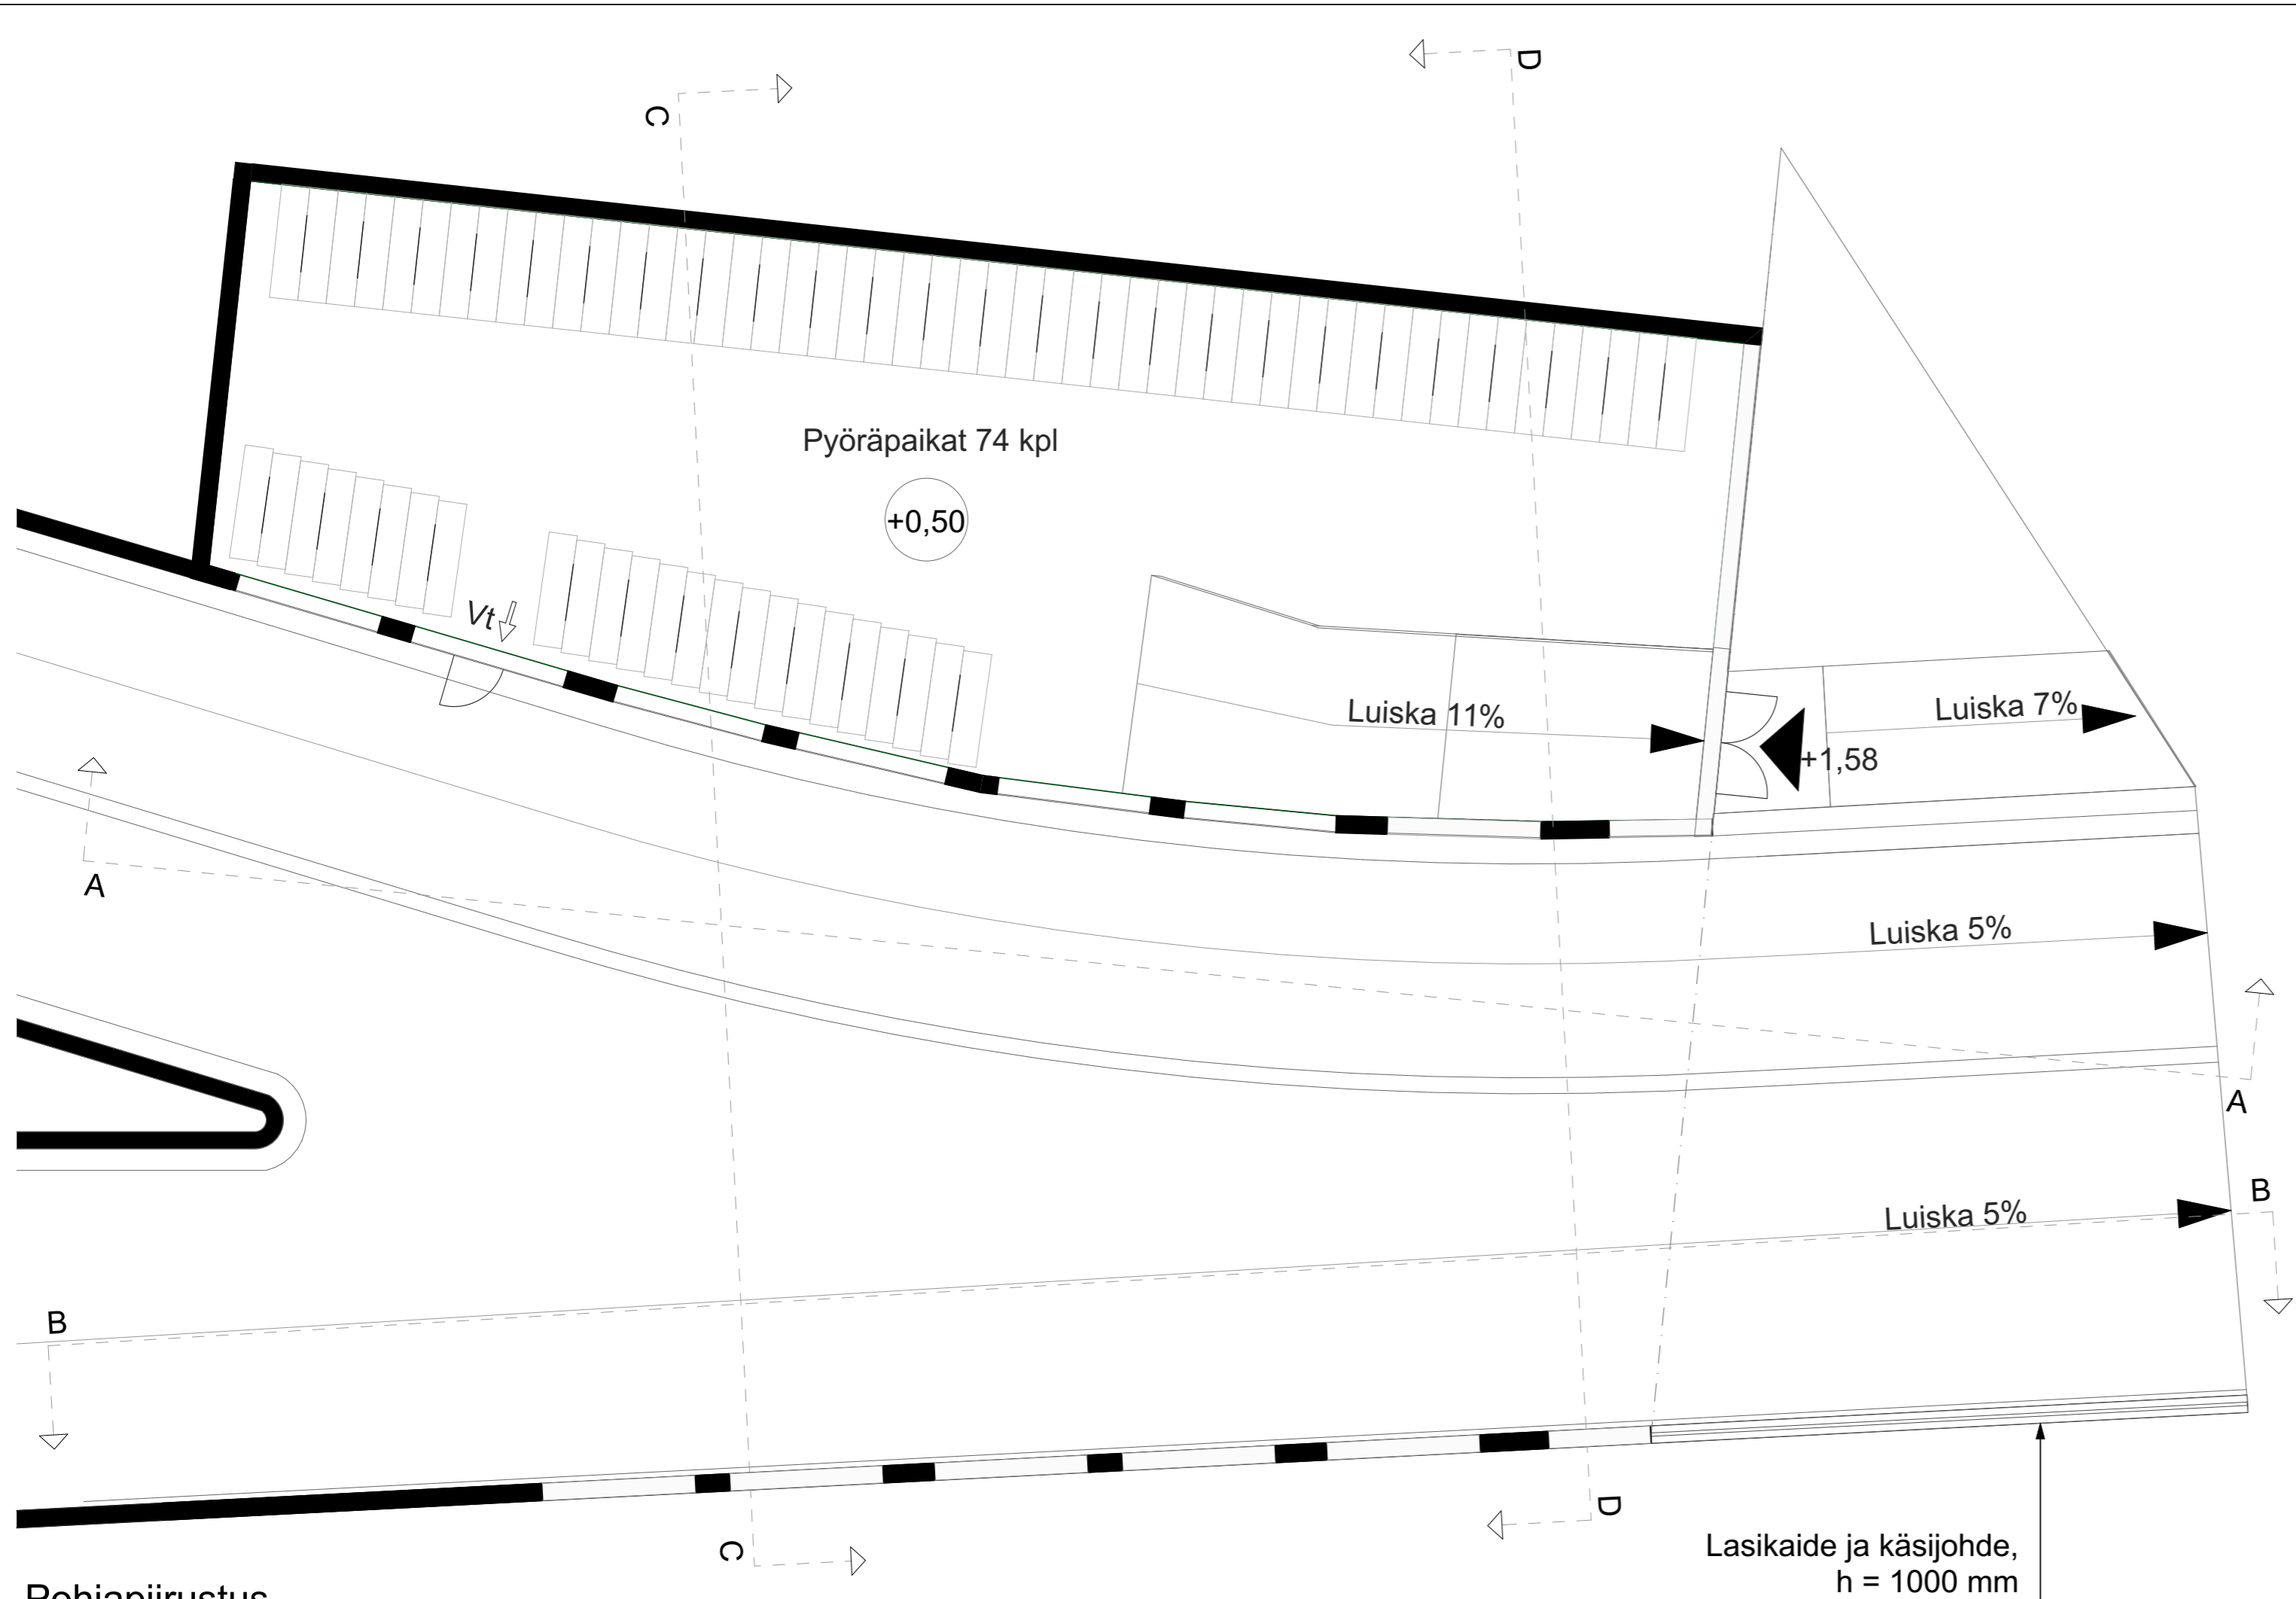 D
C
Pyöräpaikat 74 kpl
+0,50
Vt
Luiska 11%
Luiska 7%
+1,58
A
Luiska 5%
A
B
Luiska 5%
B
D
C
Lasikaide ja käsijohde,
h = 1000 mm
Pohjapiirustus